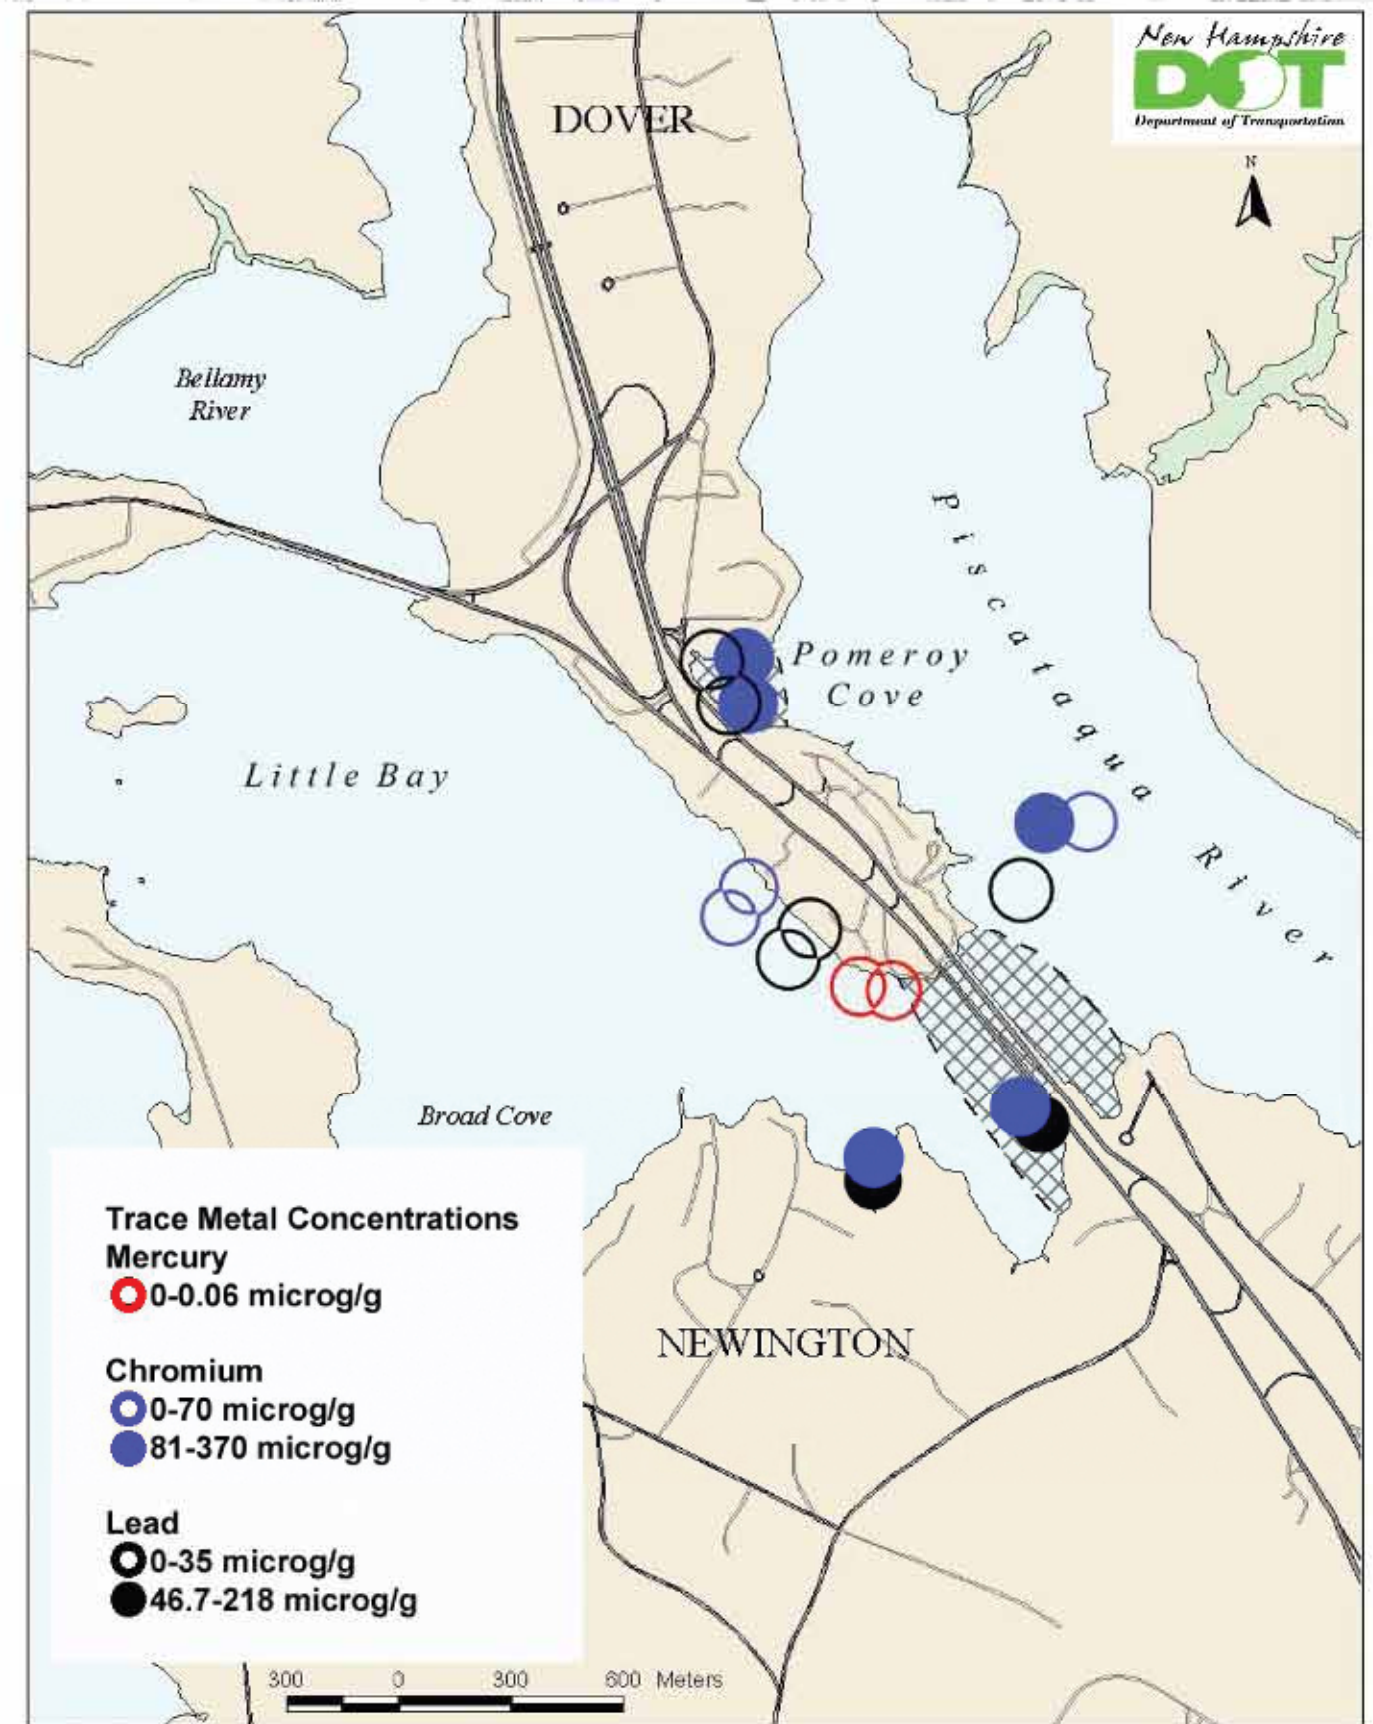 New Hampshire
DOT
Department of Transportation
N
DOVER
Bellamy
River
Piscataqua River
Pomeroy
Cove
Little Bay
Broad Cove
Trace Metal Concentrations
Mercury
0-0.06 microg/g
Chromium
0-70 microg/g
81-370 microg/g
Lead
0-35 microg/g
46.7-218 microg/g
NEWINGTON
300 0 300 600 Meters